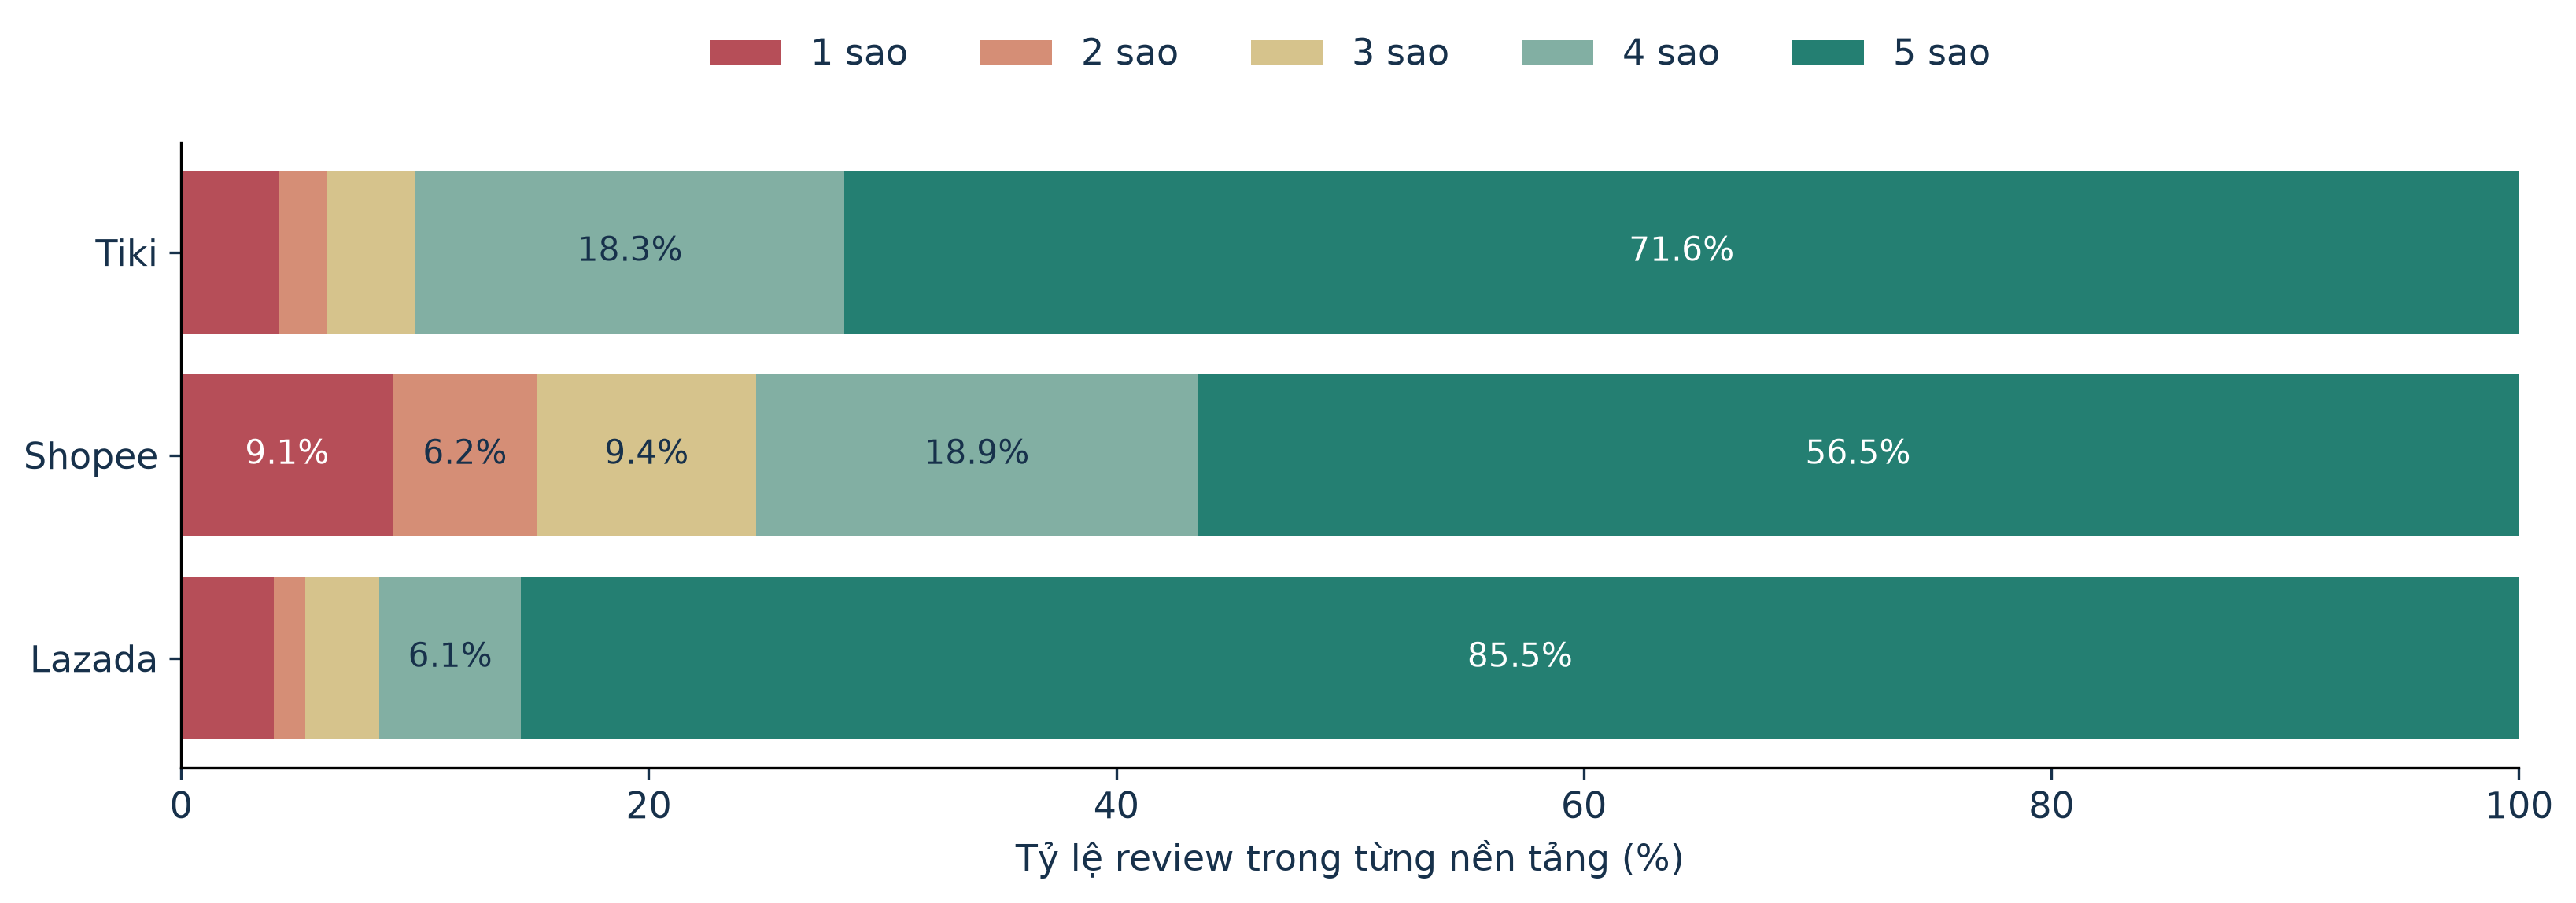 1 sao 2 sao 3 sao 4 sao 5 sao
Tiki 18.3% 71.6%
Shopee 9.1% 6.2% 9.4% 18.9% 56.5%
Lazada 6.1% 85.5%
0 20 40 60 80 100
Tỷ lệ review trong từng nền tảng (%)